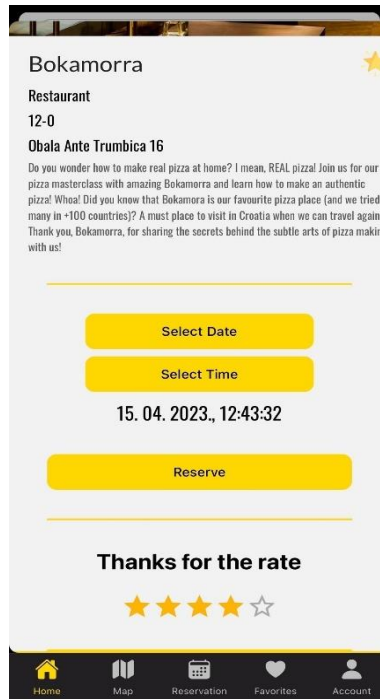 Bokamorra
Restaurant
12-0
Obala Ante Trumbica 16
Do you wonder how to make real pizza at home? I mean, REAL pizza! Join us for our
pizza masterclass with amazing Bokamorra and learn how to make an authentic
pizza! Whoa! Did you know that Bokamora is our favourite pizza place (and we tried
many in +100 countries)? A must place to visit in Croatia when we can travel again
Thank you, Bokamorra, for sharing the secrets behind the subtle arts of pizza makin
with us!
Select Date
Select Time
15. 04. 2023., 12:43:32
Reserve
Thanks for the rate
Home Map Reservation Favorites Account